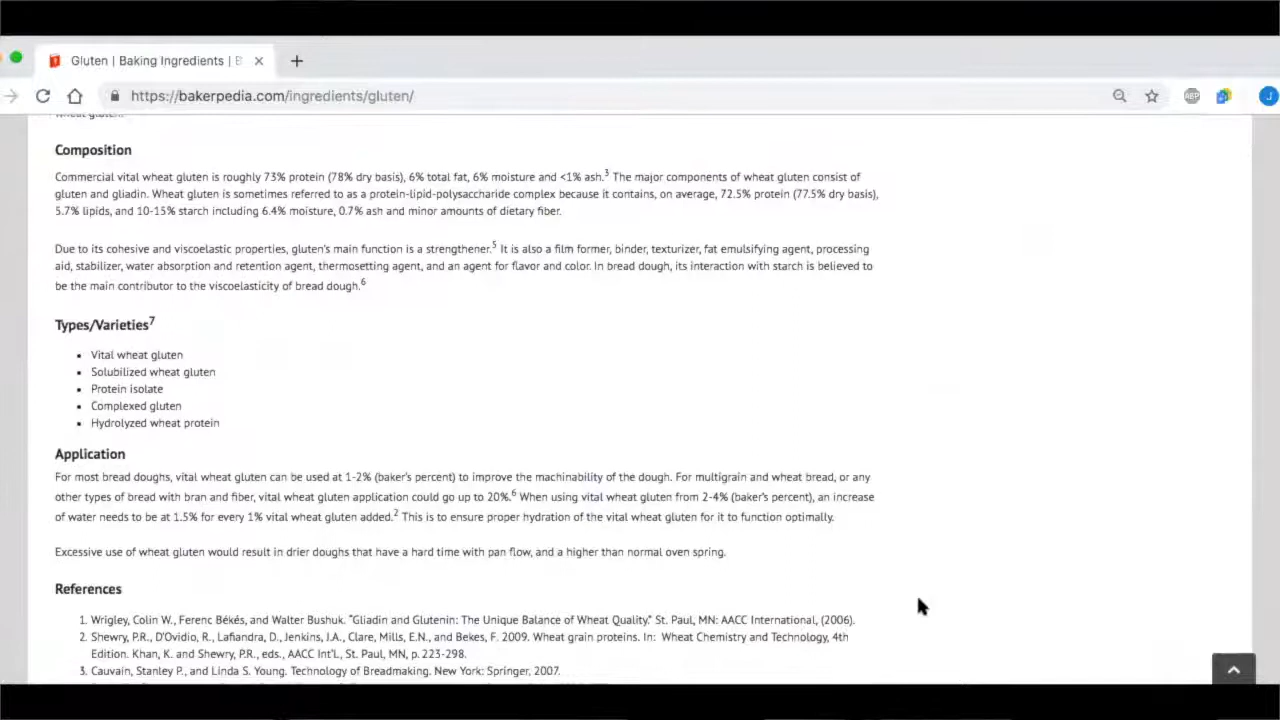 Gluten | Baking Ingredients | B
https://bakerpedia.com/ingredients/gluten/
wheat gluten.
Composition
Commercial vital wheat gluten is roughly 73% protein (78% dry basis), 6% total fat, 6% moisture and <1% ash.3 The major components of wheat gluten consist of
gluten and gliadin. Wheat gluten is sometimes referred to as a protein-lipid-polysaccharide complex because it contains, on average, 72.5% protein (77.5% dry basis),
5.7% lipids, and 10-15% starch including 6.4% moisture, 0.7% ash and minor amounts of dietary fiber.
Due to its cohesive and viscoelastic properties, gluten's main function is a strengthener.5 It is also a film former, binder, texturizer, fat emulsifying agent, processing
aid, stabilizer, water absorption and retention agent, thermosetting agent, and an agent for flavor and color. In bread dough, its interaction with starch is believed to
be the main contributor to the viscoelasticity of bread dough.6
Types/Varieties7
• Vital wheat gluten
• Solubilized wheat gluten
• Protein isolate
• Complexed gluten
• Hydrolyzed wheat protein
Application
For most bread doughs, vital wheat gluten can be used at 1-2% (baker's percent) to improve the machinability of the dough. For multigrain and wheat bread, or any
other types of bread with bran and fiber, vital wheat gluten application could go up to 20%.6 When using vital wheat gluten from 2-4% (baker's percent), an increase
of water needs to be at 1.5% for every 1% vital wheat gluten added.2 This is to ensure proper hydration of the vital wheat gluten for it to function optimally.
Excessive use of wheat gluten would result in drier doughs that have a hard time with pan flow, and a higher than normal oven spring.
References
1. Wrigley, Colin W., Ferenc Békés, and Walter Bushuk. "Gliadin and Glutenin: The Unique Balance of Wheat Quality." St. Paul, MN: AACC International, (2006).
2. Shewry, P.R., D'Ovidio, R., Lafiandra, D., Jenkins, J.A., Clare, Mills, E.N., and Bekes, F. 2009. Wheat grain proteins. In: Wheat Chemistry and Technology, 4th
Edition. Khan, K. and Shewry, P.R., eds., AACC Int'l., St. Paul, MN, p. 223-298.
3. Cauvain, Stanley P., and Linda S. Young. Technology of Breadmaking. New York: Springer, 2007.
ABP
J